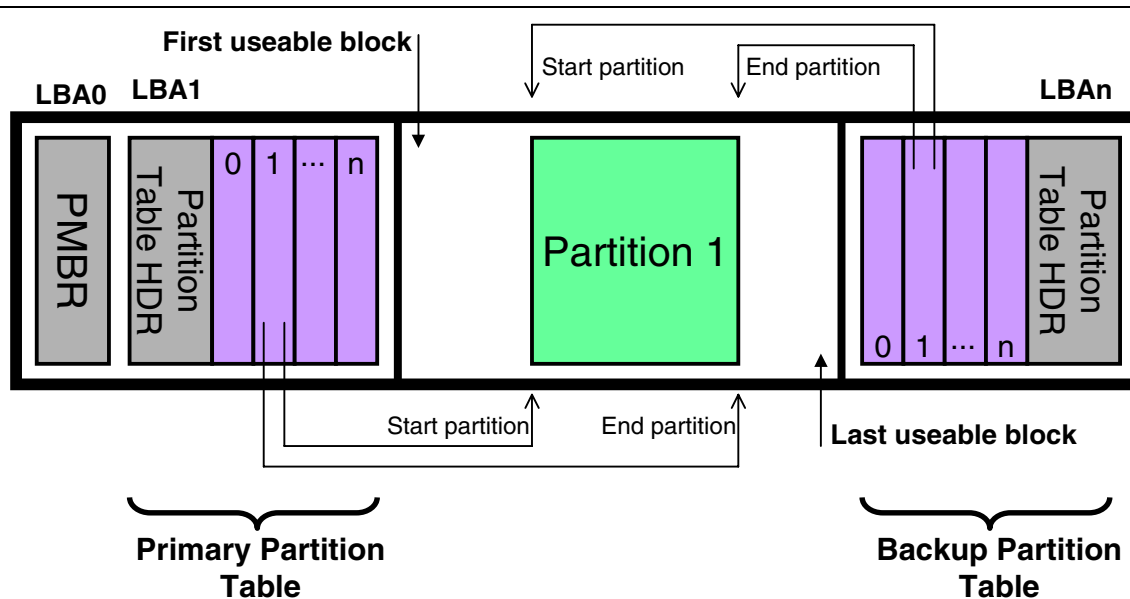 First useable block
Start partition
End partition
LBA0
LBA1
LBAn
PMBR
Partition
Table HDR
0 1 ... n
Partition 1
0 1 ... n
Partition
Table HDR
Start partition
End partition
Last useable block
Primary Partition
Table
Backup Partition
Table